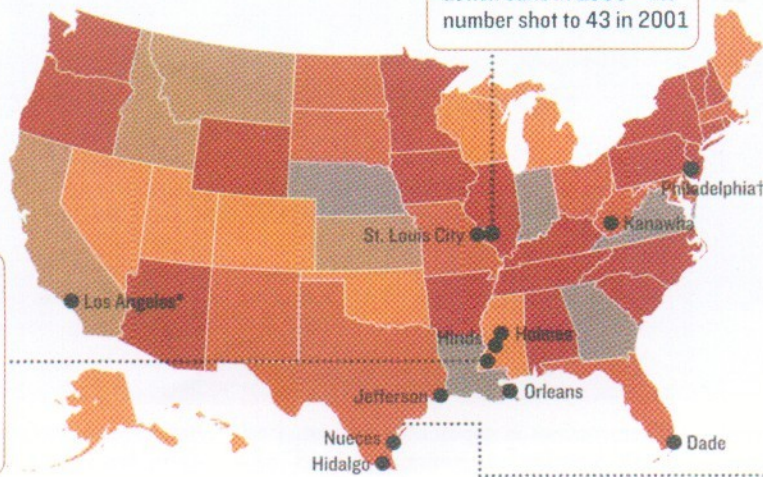 number shot to 43 in 2001
Philadelphia†
Kanawha
St. Louis City
Los Angeles*
Holmes
Hinds
Jefferson
Orleans
Nueces
Dade
Hidalgo